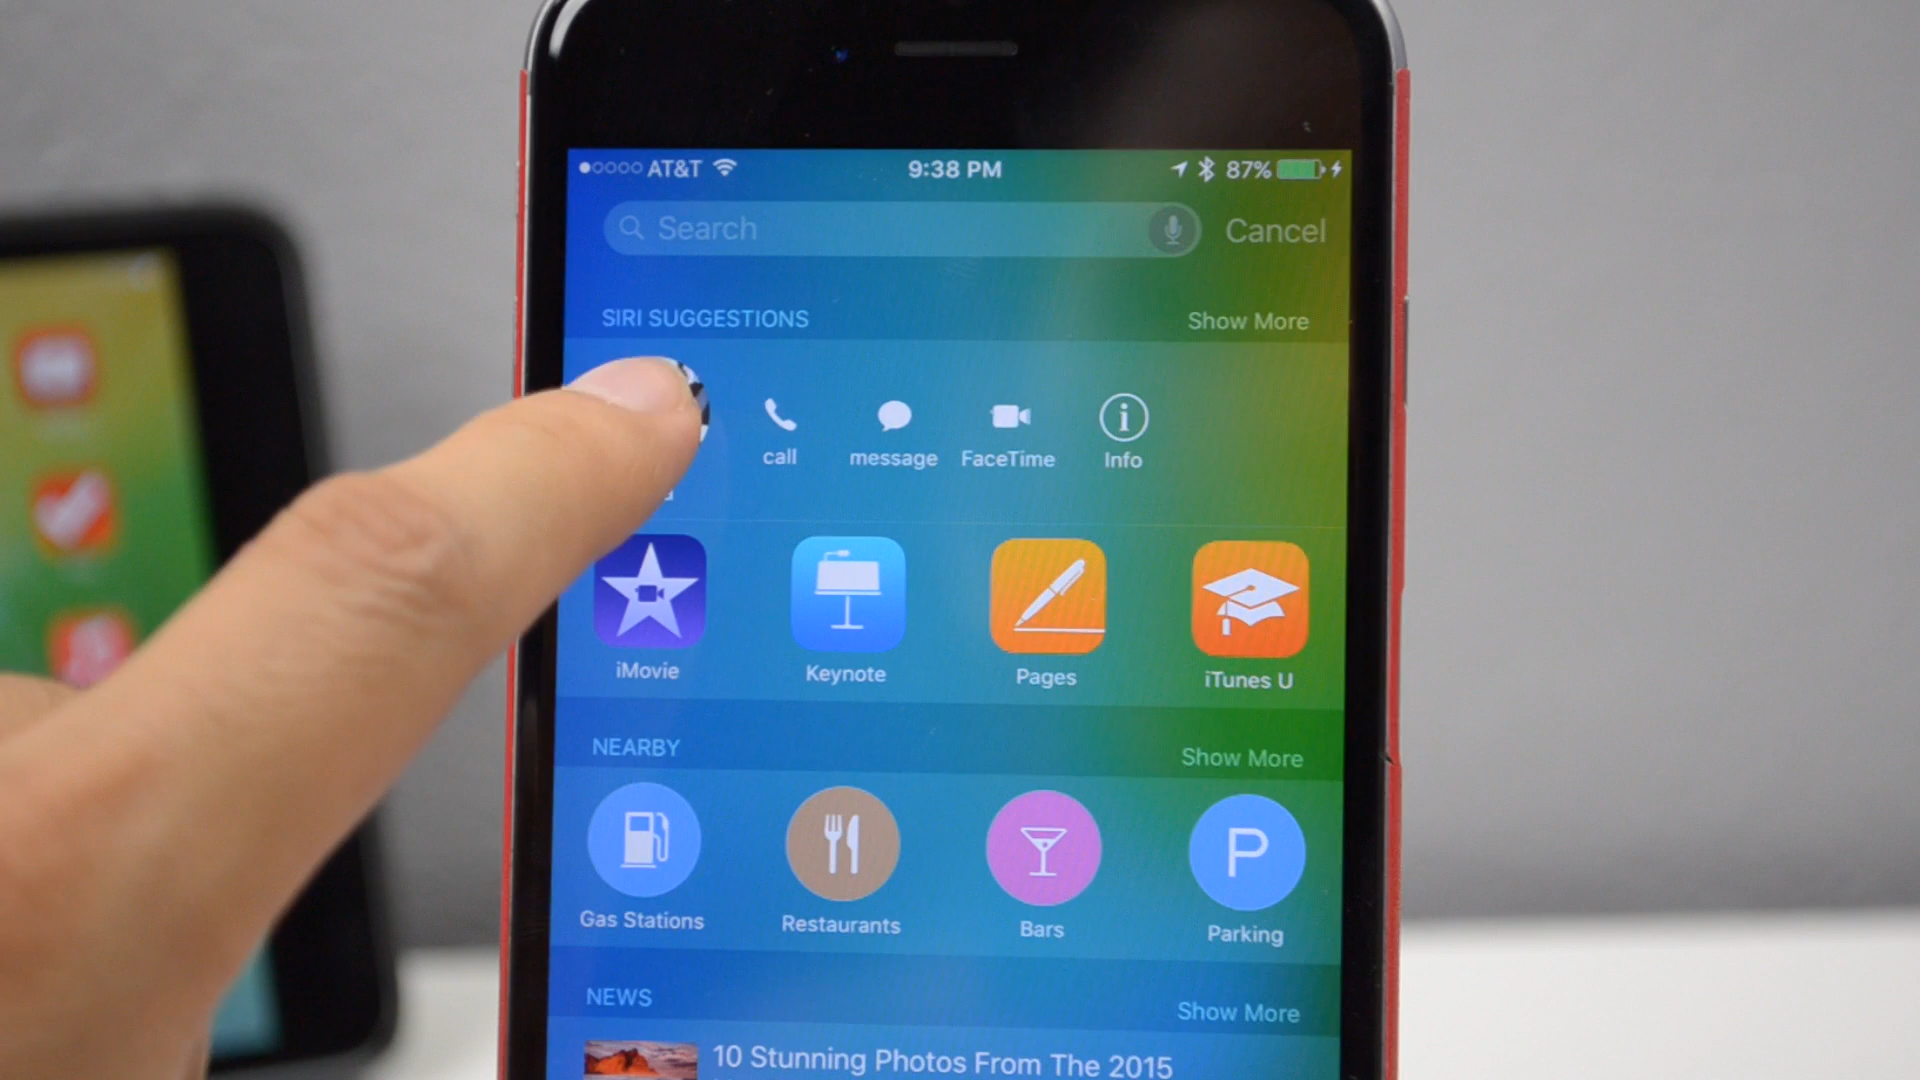 AT&T 9:38 PM 87%
Search Cancel
SIRI SUGGESTIONS Show More
call message FaceTime Info
iMovie Keynote Pages iTunes U
NEARBY Show More
P
Gas Stations Restaurants Bars Parking
NEWS Show More
10 Stunning Photos From The 2015